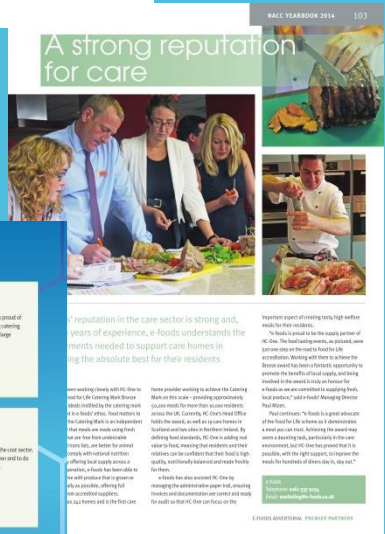 NACC YEARBOOK 2014 103
A strong reputation
for care
s' reputation in the care sector is strong and,
years of experience, e-foods understands the
ements needed to support care homes in
ing the absolute best for their residents
been working closely with HC-One to
Food for Life Catering Mark Bronze
ideals instilled by the catering mark
in e-foods' ethos. Food matters to
the Catering Mark is an independent
that meals are made using fresh
that are free from undesirable
trans fats, are better for animal
comply with national nutrition
offering local supply across a
operation, e-foods has been able to
with produce that is grown or
as possible, offering full
from accredited suppliers.
as 242 homes and is the first care
home provider working to achieve the Catering
Mark on this scale – providing approximately
50,000 meals for more than 10,000 residents
across the UK. Currently, HC-One's Head Office
holds the award, as well as 19 care homes in
Scotland and two sites in Northern Ireland. By
defining food standards, HC-One is adding real
value to food, meaning that residents and their
relatives can be confident that their food is high
quality, nutritionally balanced and made freshly
for them.
e-foods has also assisted HC-One by
managing the administrative paper trail, ensuring
invoices and documentation are correct and ready
for audit so that HC-One can focus on the
important aspect of creating tasty, high welfare
meals for their residents.
"e-foods is proud to be the supply partner of
HC-One. The food tasting events, as pictured, were
just one step on the road to Food for Life
accreditation. Working with them to achieve the
Bronze award has been a fantastic opportunity to
promote the benefits of local supply, and being
involved in the award is truly an honour for
e-foods as we are committed to supplying fresh,
local produce," said e-foods' Managing Director
Paul Mizen.
Paul continues: "e-foods is a great advocate
of the Food for Life scheme as it demonstrates
a meal you can trust. Achieving the award may
seem a daunting task, particularly in the care
environment, but HC-One has proved that it is
possible, with the right support, to improve the
meals for hundreds of diners day in, day out."
e-foods
Telephone:
Email: marketing@e-foods.co.uk
E-FOODS ADVERTORIAL PREMIER PARTNERS
is proud of
catering
large
the cost sector.
and to do